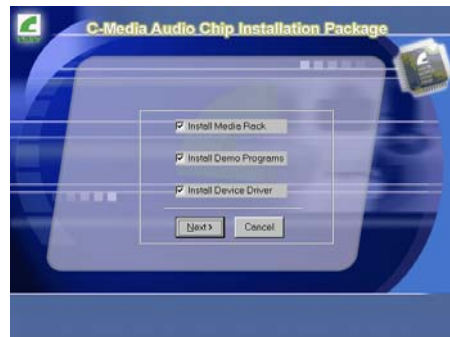 C-Media Audio Chip Installation Package
Install Media Rack
Install Demo Programs
Install Device Driver
Next >
Cancel